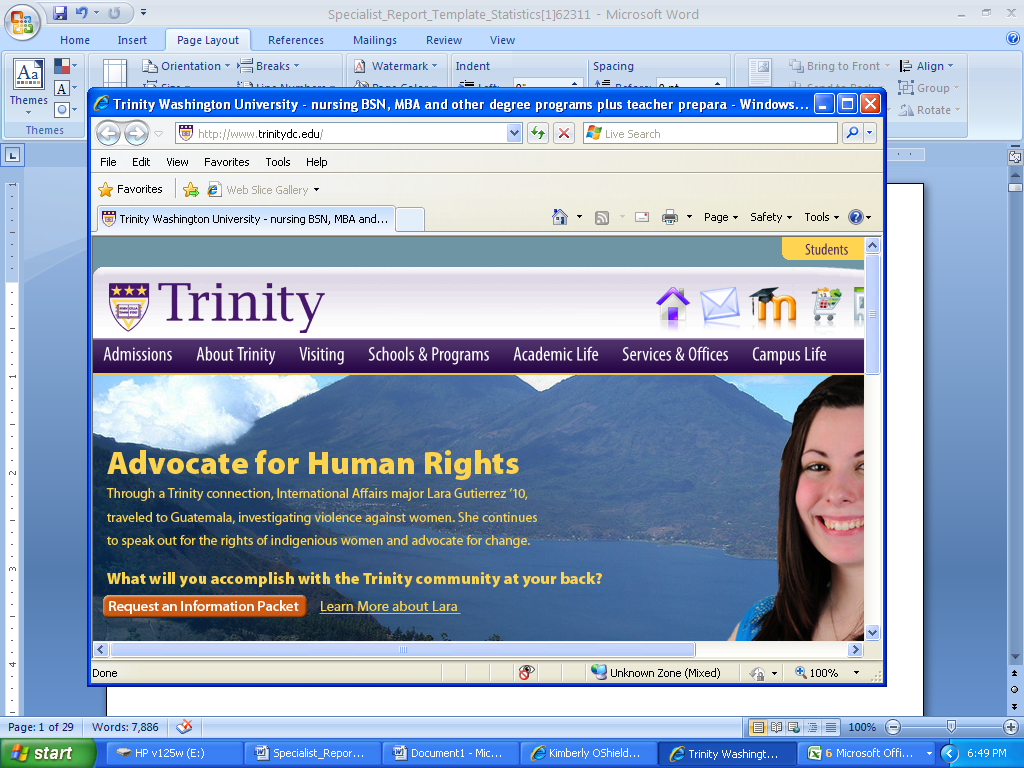 Specialist_Report_Template_Statistics[1]62311 - Microsoft Word
Home Insert Page Layout References Mailings Review View
Orientation Breaks Watermark Indent Spacing Bring to Front Align
Aa
Themes
Group
Rotate
Themes
Trinity Washington University - nursing BSN, MBA and other degree programs plus teacher prepara - Windows...
http://www.trinitydc.edu/ Live Search
File Edit View Favorites Tools Help
Favorites Web Slice Gallery
Trinity Washington University - nursing BSN, MBA and... Page Safety Tools
Students
Trinity
Admissions About Trinity Visiting Schools & Programs Academic Life Services & Offices Campus Life
Advocate for Human Rights
Through a Trinity connection, International Affairs major Lara Gutierrez '10,
traveled to Guatemala, investigating violence against women. She continues
to speak out for the rights of indigenous women and advocate for change.
What will you accomplish with the Trinity community at your back?
Request an Information Packet Learn More about Lara
Done Unknown Zone (Mixed) 100%
Page: 1 of 29 Words: 7,886 100%
start HP v125w (E:) Specialist_Repor... Document1 - Mic... Kimberly OShield... Trinity Washingt... 6 Microsoft Offi... 6:49 PM